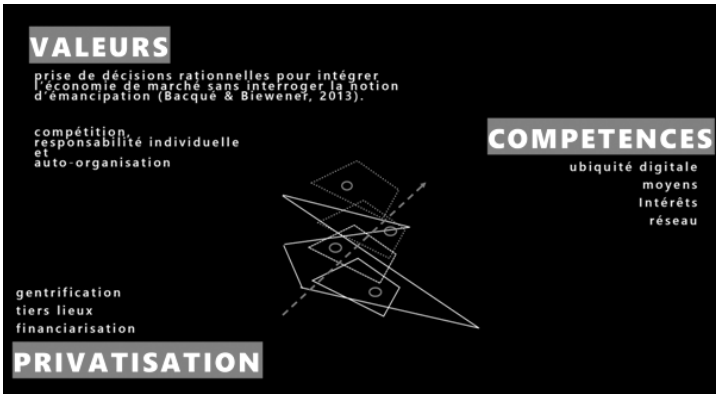 VALEURS
prise de décisions rationnelles pour intégrer
l'économie de marché sans interroger la notion
d'émancipation (Bacqué & Biewener, 2013).
compétition,
responsabilité individuelle
et
auto-organisation
COMPETENCES
ubiquité digitale
moyens
Intérêts
réseau
gentrification
tiers lieux
financiarisation
PRIVATISATION